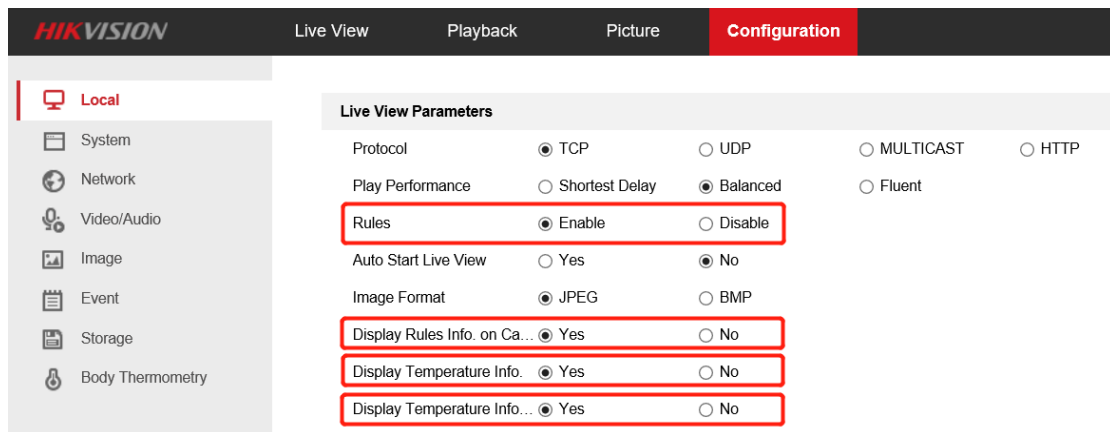 HIKVISION Live View Playback Picture Configuration
Local
System
Network
Video/Audio
Image
Event
Storage
Body Thermometry
Live View Parameters
Protocol TCP UDP MULTICAST HTTP
Play Performance Shortest Delay Balanced Fluent
Rules Enable Disable
Auto Start Live View Yes No
Image Format JPEG BMP
Display Rules Info. on Ca... Yes No
Display Temperature Info. Yes No
Display Temperature Info... Yes No